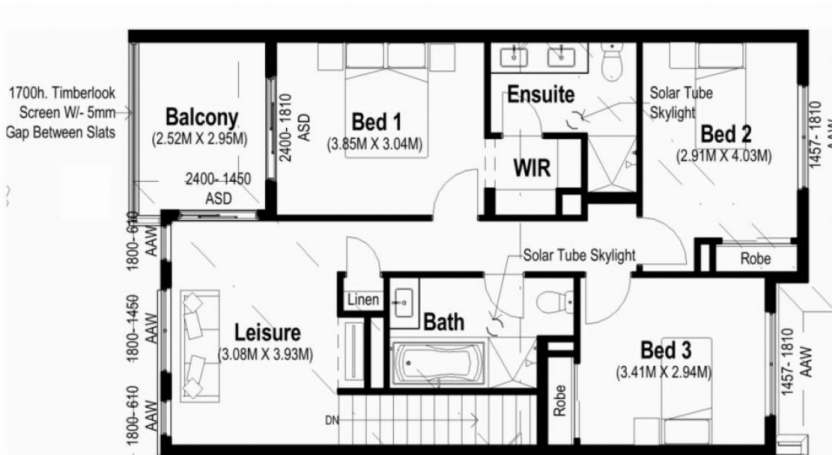 1700h. Timberlook
Screen W/- 5mm
Gap Between Slats
Balcony
(2.52M X 2.95M)
2400- 1450
ASD
2400- 1810
ASD
Bed 1
(3.85M X 3.04M)
Ensuite
WIR
Solar Tube
Skylight
Bed 2
(2.91M X 4.03M)
1457- 1810
AAW
Robe
1800- 610
AAW
1800-1450
AAW
1800- 610
AAW
Leisure
(3.08M X 3.93M)
Linen
Solar Tube Skylight
Bath
DN
Robe
Bed 3
(3.41M X 2.94M)
1457- 1810
AAW